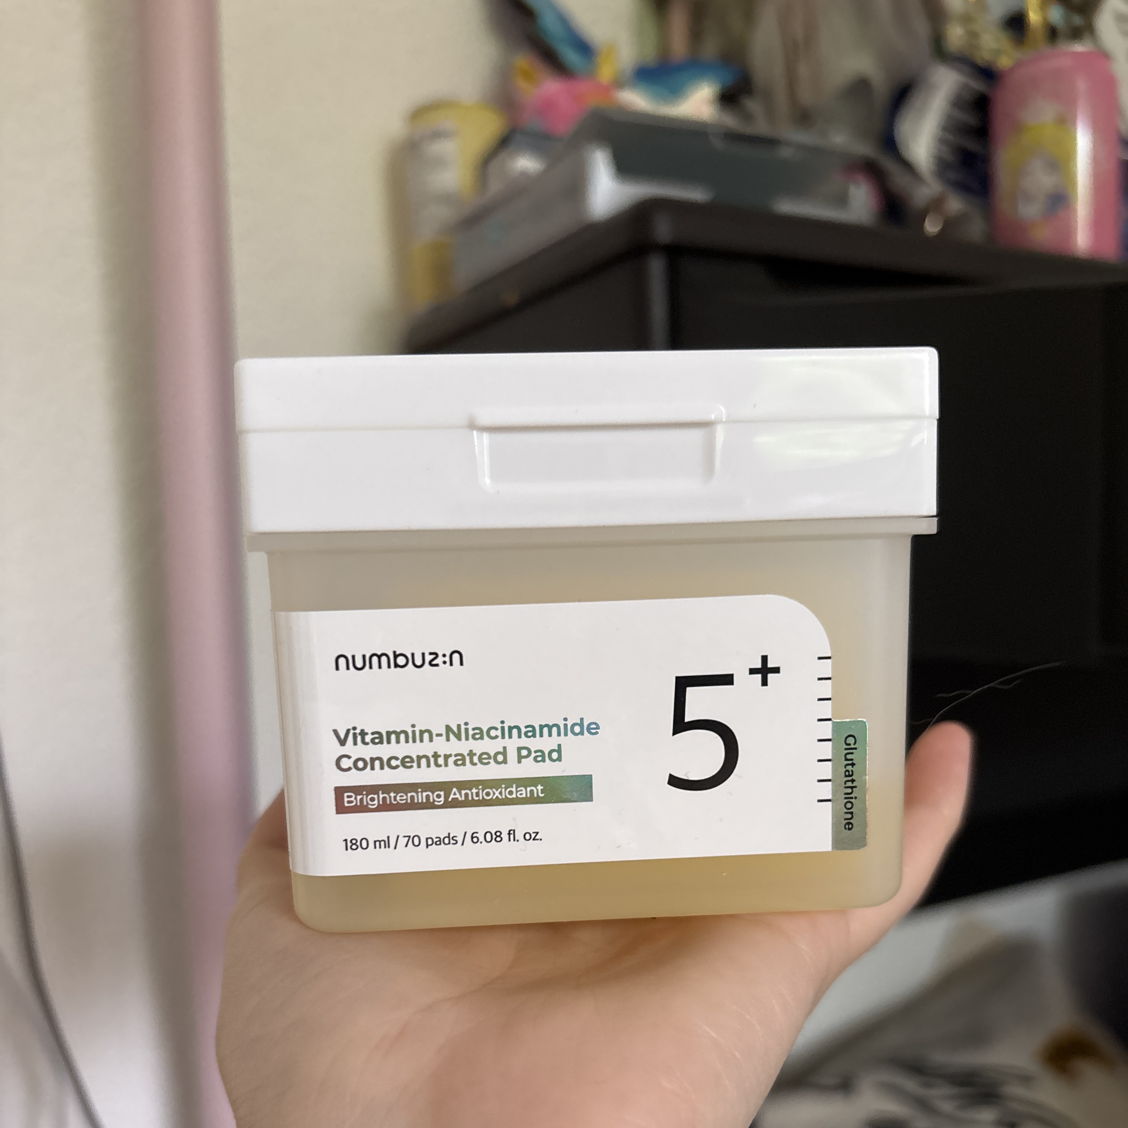 numbuz:n
5+
Vitamin-Niacinamide
Concentrated Pad
Brightening Antioxidant
180 ml / 70 pads / 6.08 fl. oz.
Glutathione